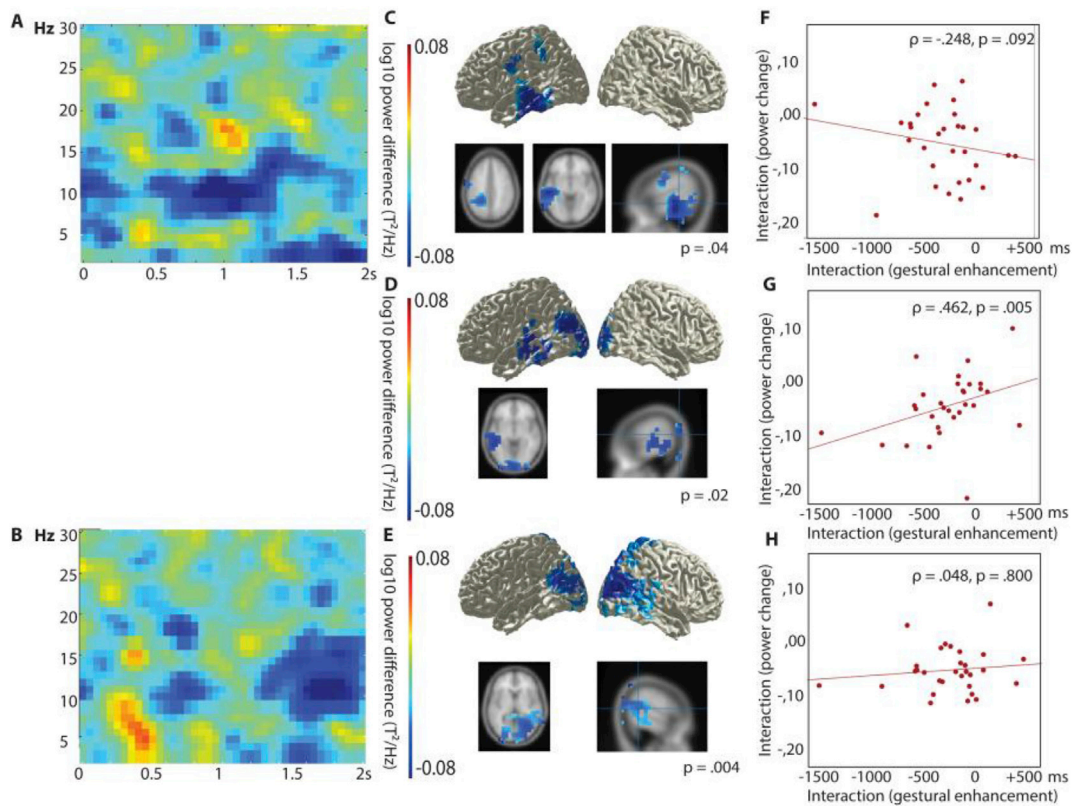 A
Hz
30
25
20
15
10
5
0 0.5 1 1.5 2s
B
Hz
30
25
20
15
10
5
0 0.5 1 1.5 2s
C
0.08
log10 power difference (T²/Hz)
-0.08
p = .04
D
0.08
log10 power difference (T²/Hz)
-0.08
p = .02
E
0.08
log10 power difference (T²/Hz)
-0.08
p = .004
F
ρ = -.248, p = .092
Interaction (power change)
,10
,00
-,10
-,20
-1500 -1000 -500 0 +500 ms
Interaction (gestural enhancement)
G
ρ = .462, p = .005
Interaction (power change)
,10
,00
-,10
-,20
-1500 -1000 -500 0 +500 ms
Interaction (gestural enhancement)
H
ρ = .048, p = .800
Interaction (power change)
,10
,00
-,10
-,20
-1500 -1000 -500 0 +500 ms
Interaction (gestural enhancement)